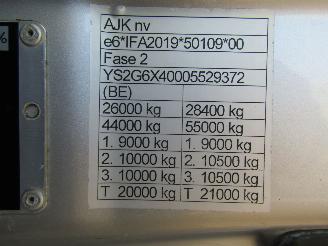 %
AJK nv
e6*IFA2019*50109*00
Fase 2
YS2G6X40005529372
(BE)
26000 kg 28400 kg
44000 kg 55000 kg
1. 9000 kg 1. 9000 kg
2. 10000 kg 2. 10500 kg
3. 10000 kg 3. 10500 kg
T 20000 kg T 21000 kg